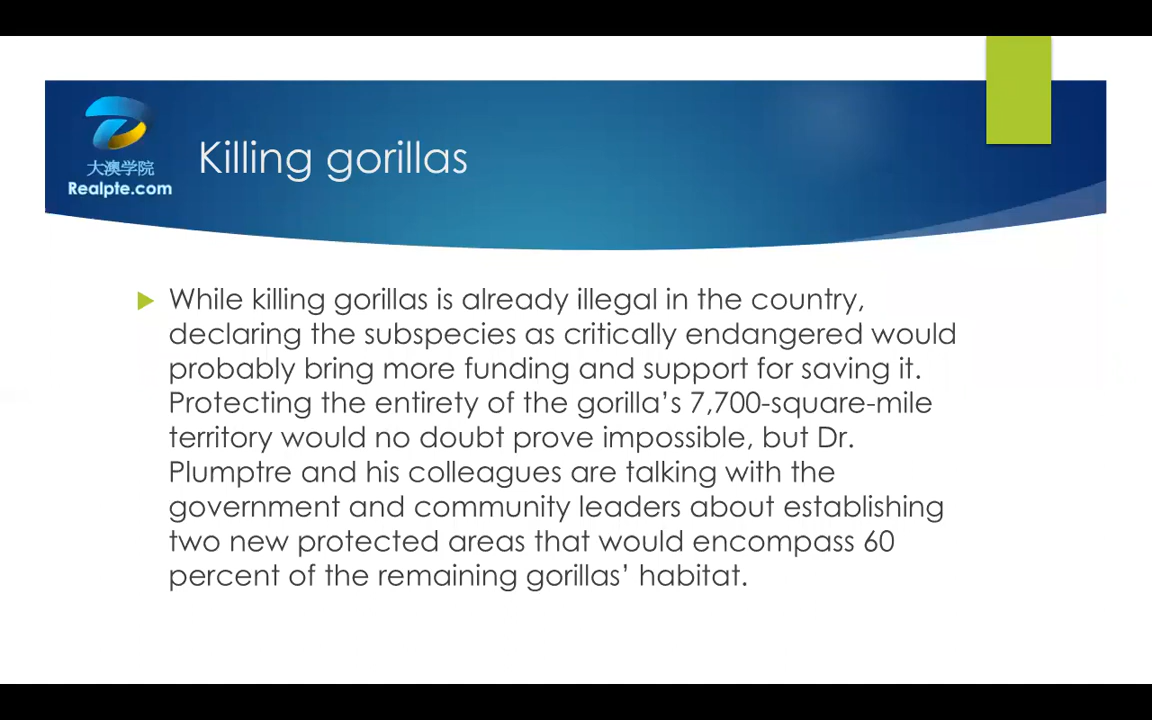 大澳学院
Realpte.com
Killing gorillas
While killing gorillas is already illegal in the country,
declaring the subspecies as critically endangered would
probably bring more funding and support for saving it.
Protecting the entirety of the gorilla’s 7,700-square-mile
territory would no doubt prove impossible, but Dr.
Plumptre and his colleagues are talking with the
government and community leaders about establishing
two new protected areas that would encompass 60
percent of the remaining gorillas’ habitat.